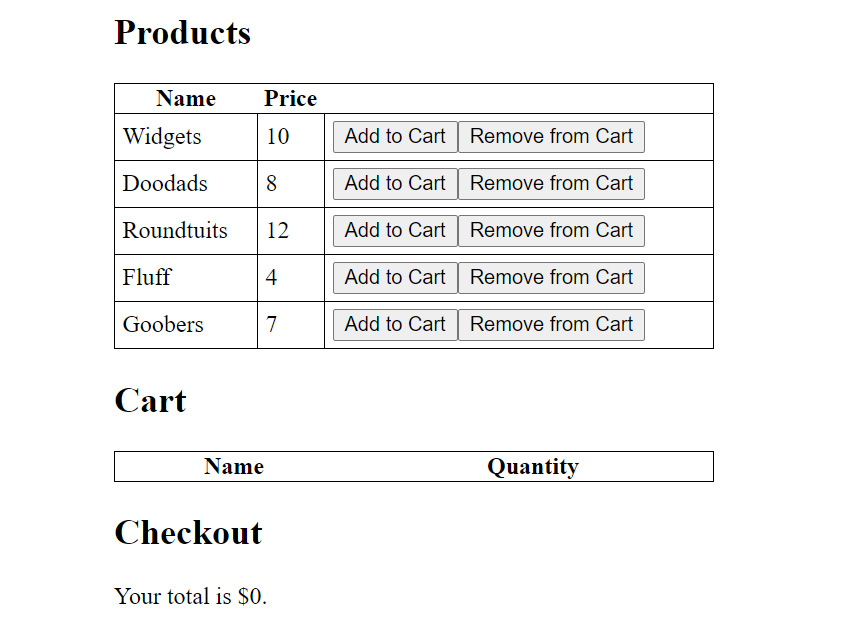 Products
Name Price
Widgets 10 Add to Cart Remove from Cart
Doodads 8 Add to Cart Remove from Cart
Roundtuits 12 Add to Cart Remove from Cart
Fluff 4 Add to Cart Remove from Cart
Goobers 7 Add to Cart Remove from Cart
Cart
Name Quantity
Checkout
Your total is $0.